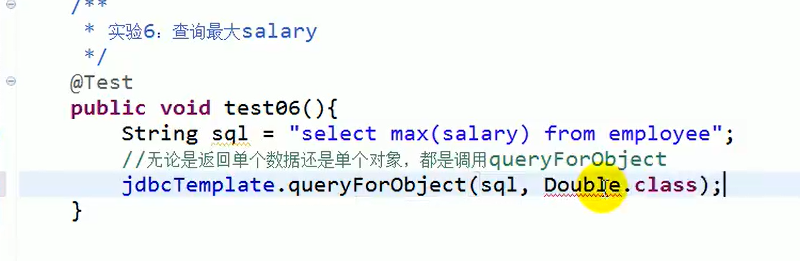 /**
* 实验6：查询最大salary
*/
@Test
public void test06(){
String sql = "select max(salary) from employee";
//无论是返回单个数据还是单个对象，都是调用queryForObject
jdbcTemplate.queryForObject(sql, Double.class);
}